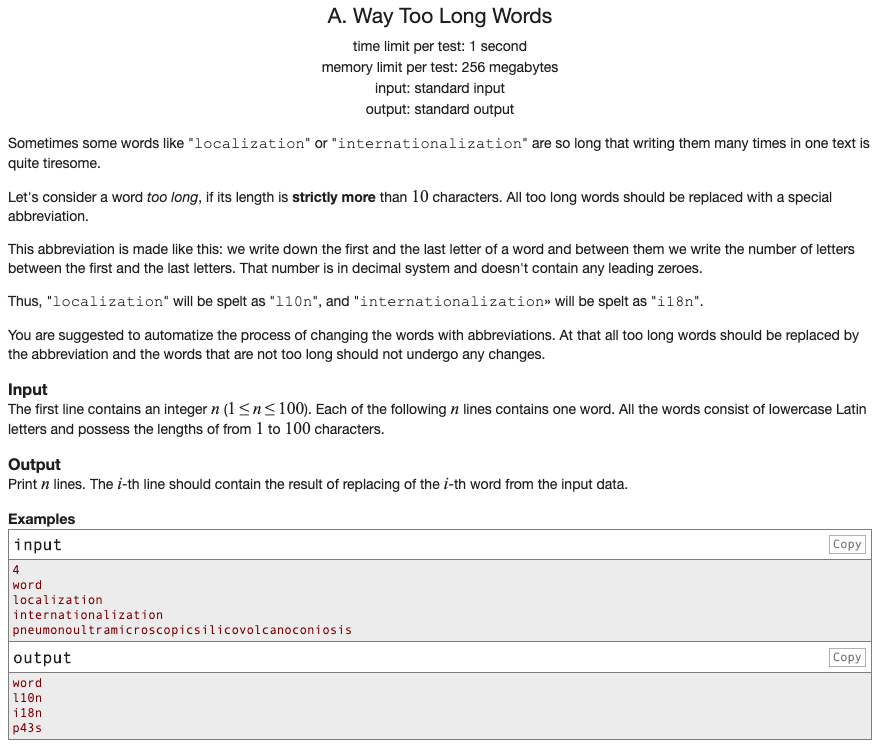 A. Way Too Long Words
time limit per test: 1 second
memory limit per test: 256 megabytes
input: standard input
output: standard output
Sometimes some words like "localization" or "internationalization" are so long that writing them many times in one text is
quite tiresome.
Let's consider a word too long, if its length is strictly more than 10 characters. All too long words should be replaced with a special
abbreviation.
This abbreviation is made like this: we write down the first and the last letter of a word and between them we write the number of letters
between the first and the last letters. That number is in decimal system and doesn't contain any leading zeroes.
Thus, "localization" will be spelt as "l10n", and "internationalization» will be spelt as "i18n".
You are suggested to automatize the process of changing the words with abbreviations. At that all too long words should be replaced by
the abbreviation and the words that are not too long should not undergo any changes.
Input
The first line contains an integer n (1 ≤ n ≤ 100). Each of the following n lines contains one word. All the words consist of lowercase Latin
letters and possess the lengths of from 1 to 100 characters.
Output
Print n lines. The i-th line should contain the result of replacing of the i-th word from the input data.
Examples
input Copy
4
word
localization
internationalization
pneumonoultramicroscopicsilicovolcanoconiosis
output Copy
word
l10n
i18n
p43s